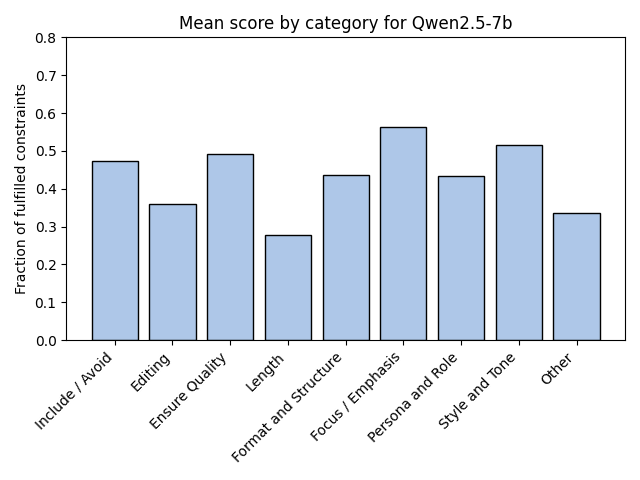 Mean score by category for Qwen2.5-7b
Fraction of fulfilled constraints
0.8
0.7
0.6
0.5
0.4
0.3
0.2
0.1
0.0
Include / Avoid
Editing
Ensure Quality
Length
Format and Structure
Focus / Emphasis
Persona and Role
Style and Tone
Other